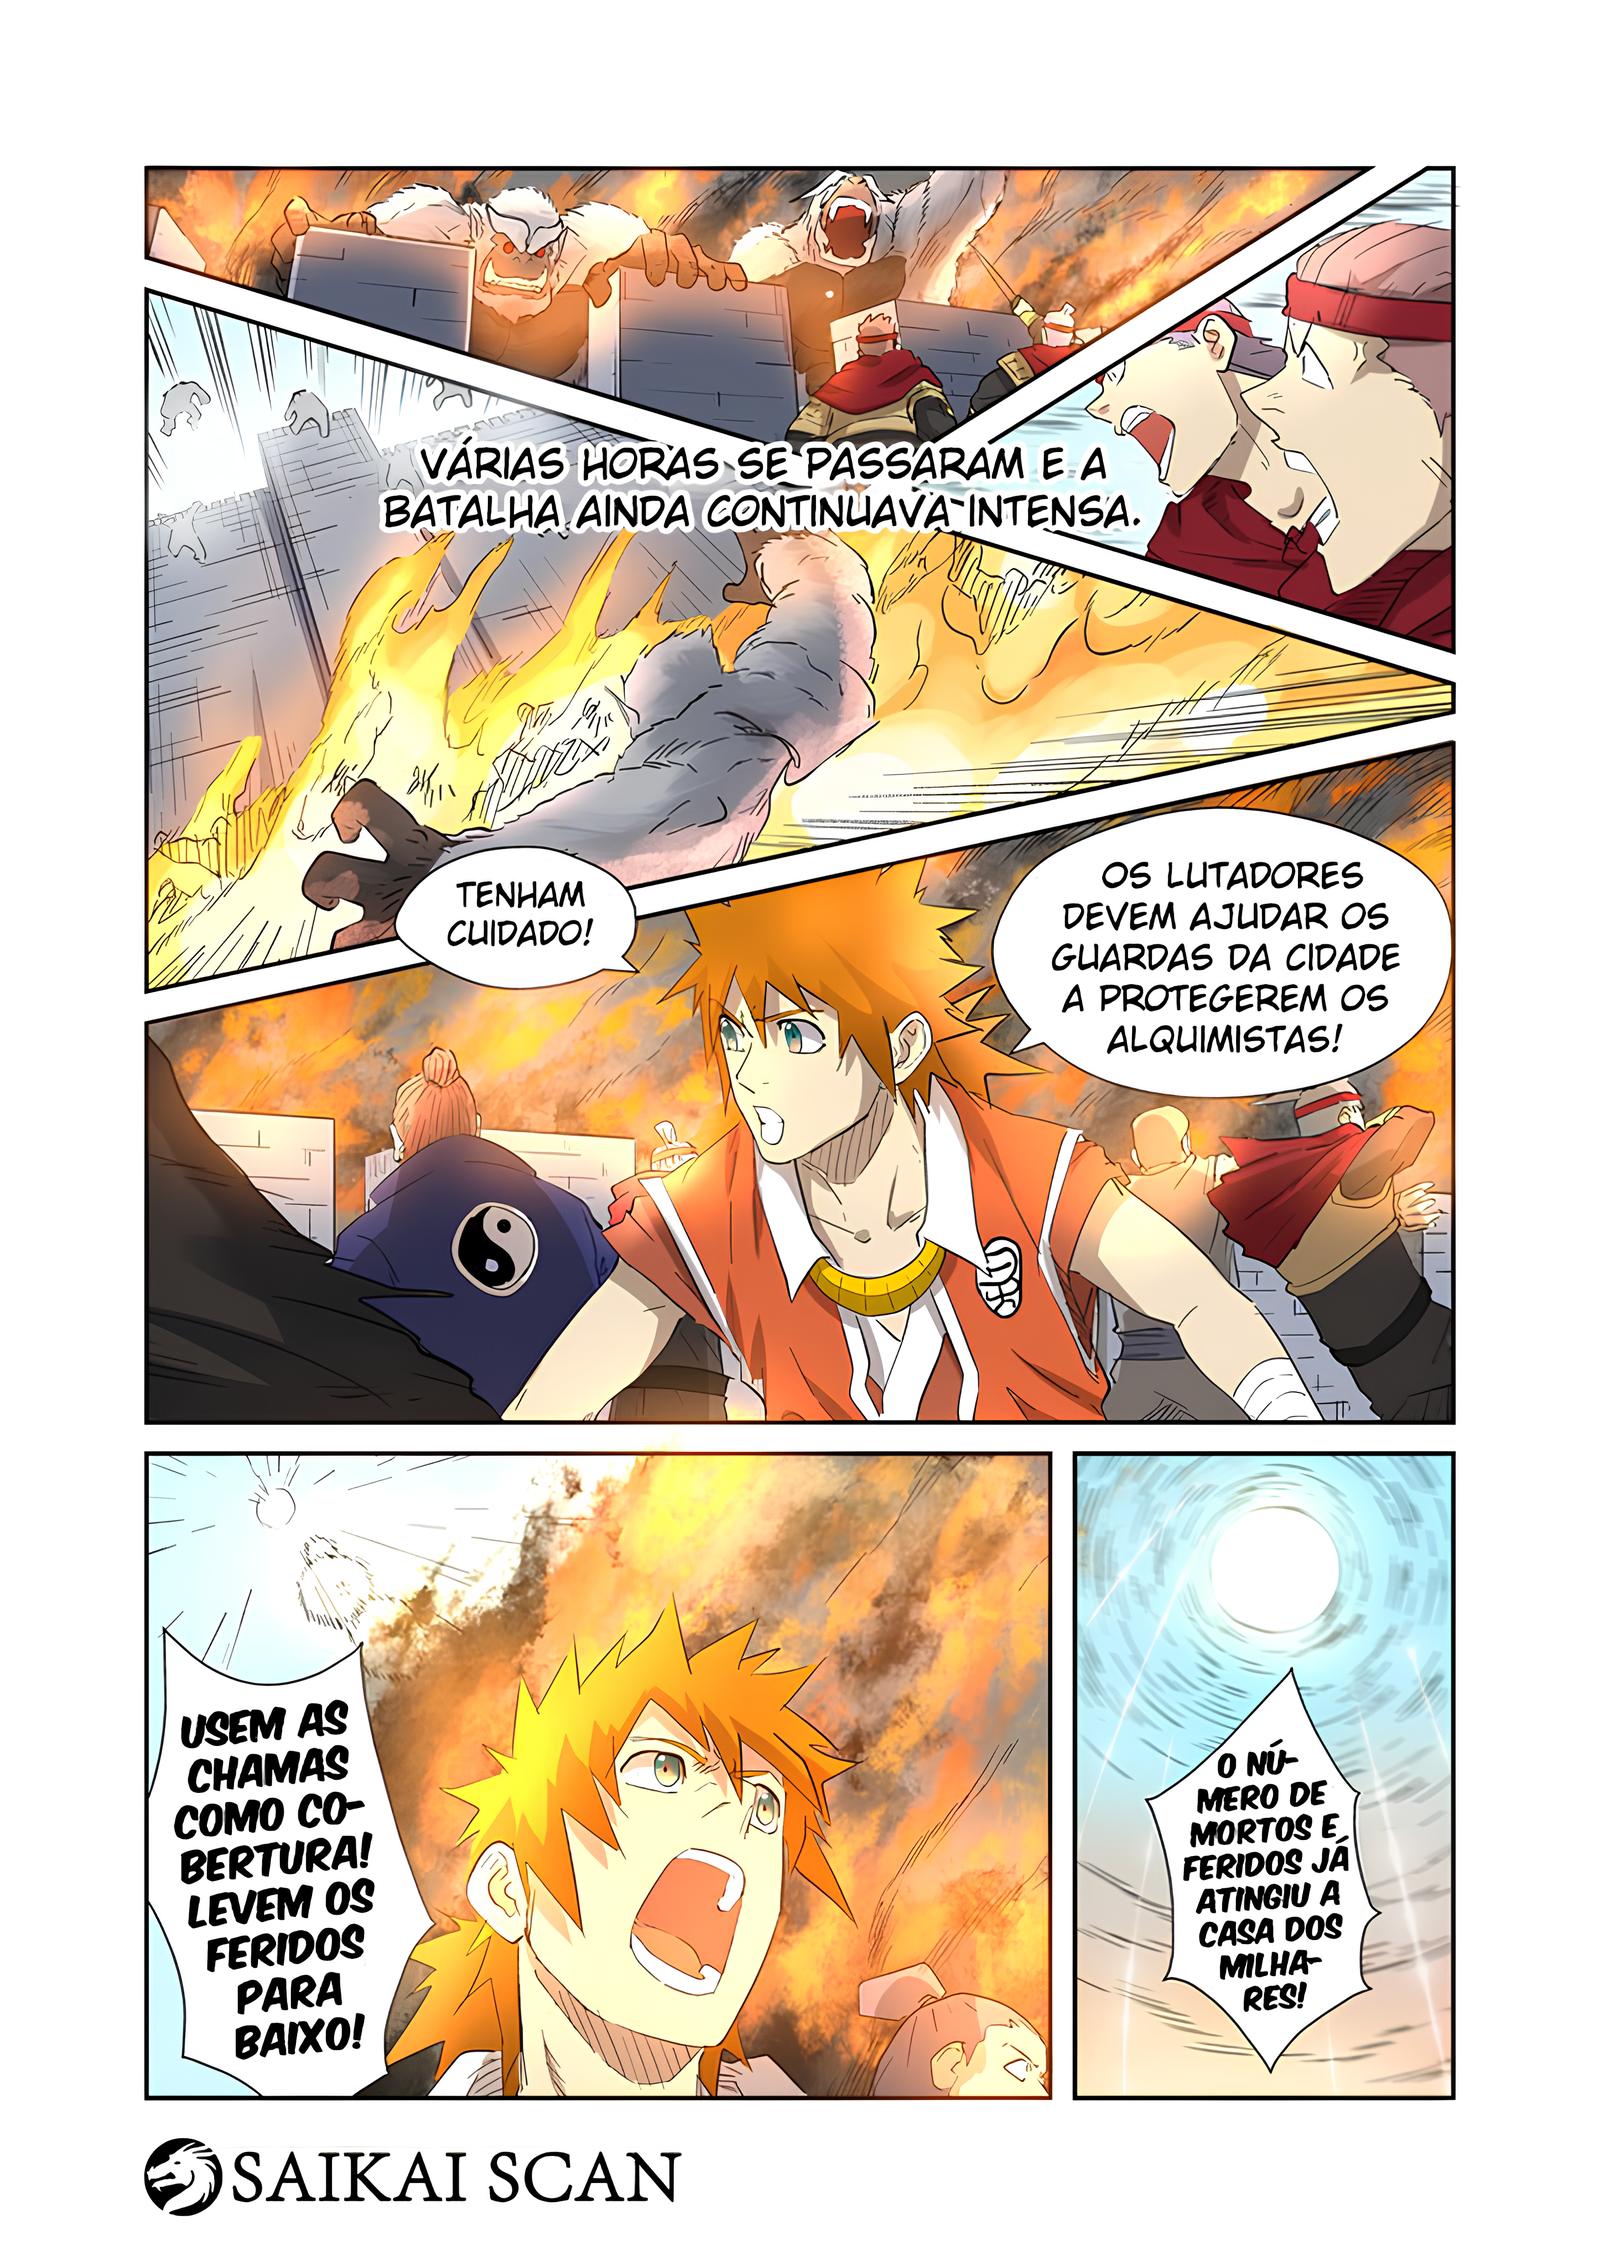 VÁRIAS HORAS SE PASSARAM E A
BATALHA AINDA CONTINUAVA INTENSA.
TENHAM
CUIDADO!
OS LUTADORES
DEVEM AJUDAR OS
GUARDAS DA CIDADE
A PROTEGEREM OS
ALQUIMISTAS!
USEM AS
CHAMAS
COMO CO-
BERTURA!
LEVEM OS
FERIDOS
PARA
BAIXO!
O NÚ-
MERO DE
MORTOS E
FERIDOS JÁ
ATINGIU A
CASA DOS
MILHA-
RES!
SAIKAI SCAN